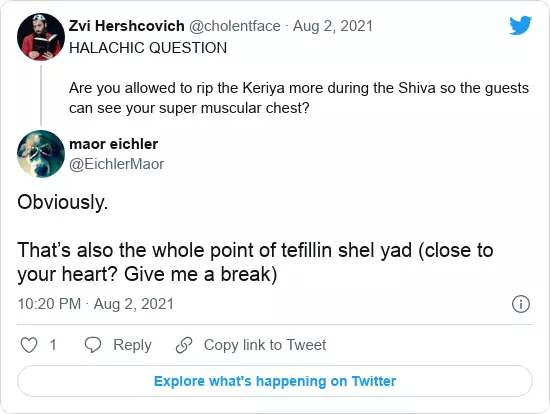 Zvi Hershcovich @cholentface · Aug 2, 2021
HALACHIC QUESTION
Are you allowed to rip the Keriya more during the Shiva so the guests
can see your super muscular chest?
maor eichler
@EichlerMaor
Obviously.
That’s also the whole point of tefillin shel yad (close to
your heart? Give me a break)
10:20 PM · Aug 2, 2021
1 Reply Copy link to Tweet
Explore what's happening on Twitter